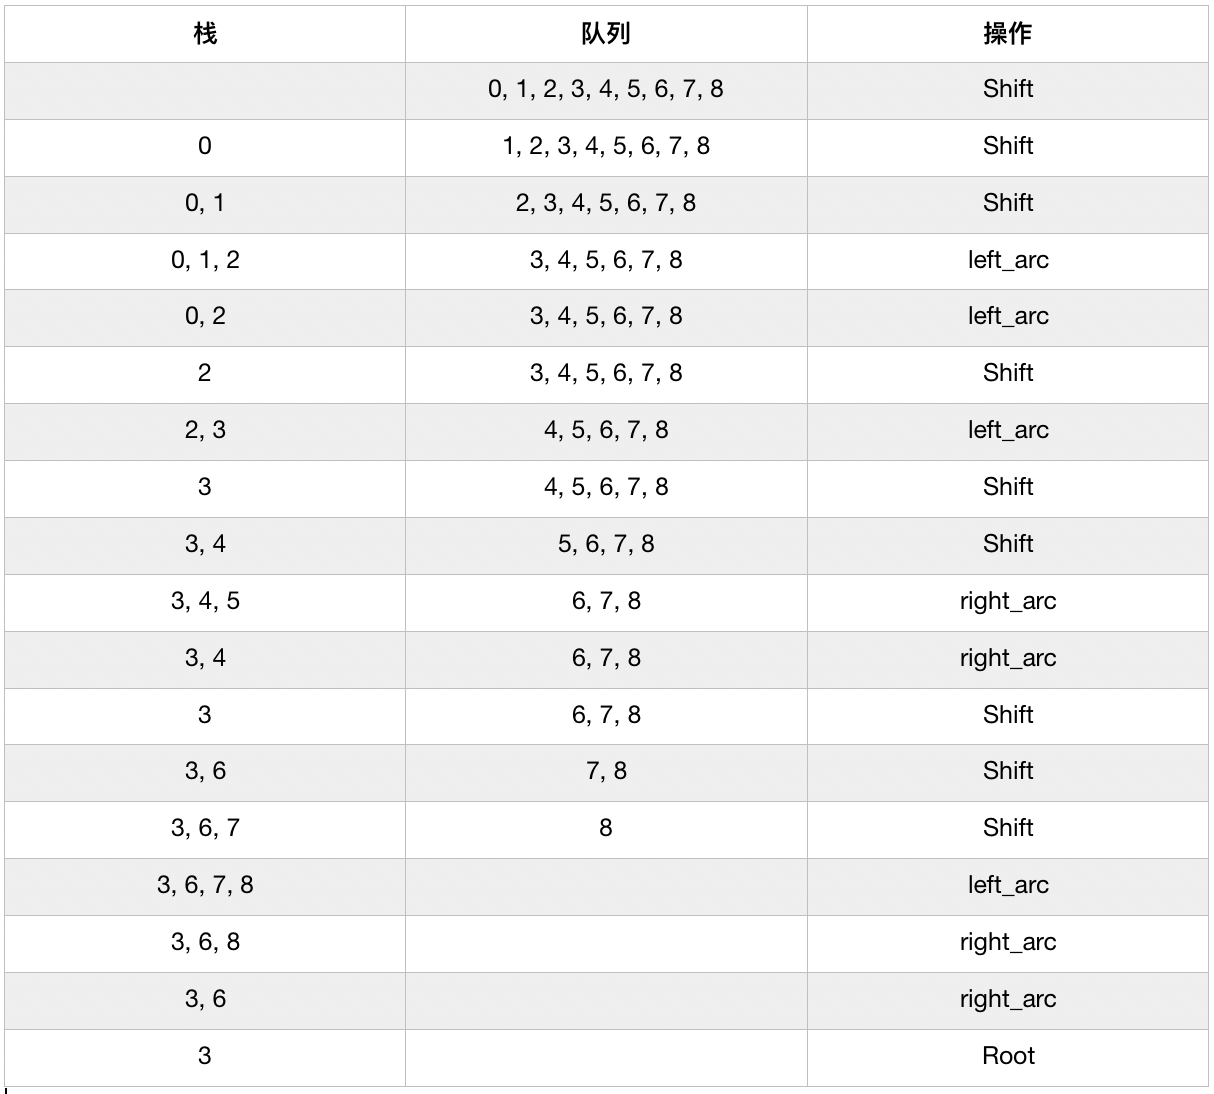 栈 队列 操作
0, 1, 2, 3, 4, 5, 6, 7, 8 Shift
0 1, 2, 3, 4, 5, 6, 7, 8 Shift
0, 1 2, 3, 4, 5, 6, 7, 8 Shift
0, 1, 2 3, 4, 5, 6, 7, 8 left_arc
0, 2 3, 4, 5, 6, 7, 8 left_arc
2 3, 4, 5, 6, 7, 8 Shift
2, 3 4, 5, 6, 7, 8 left_arc
3 4, 5, 6, 7, 8 Shift
3, 4 5, 6, 7, 8 Shift
3, 4, 5 6, 7, 8 right_arc
3, 4 6, 7, 8 right_arc
3 6, 7, 8 Shift
3, 6 7, 8 Shift
3, 6, 7 8 Shift
3, 6, 7, 8 left_arc
3, 6, 8 right_arc
3, 6 right_arc
3 Root